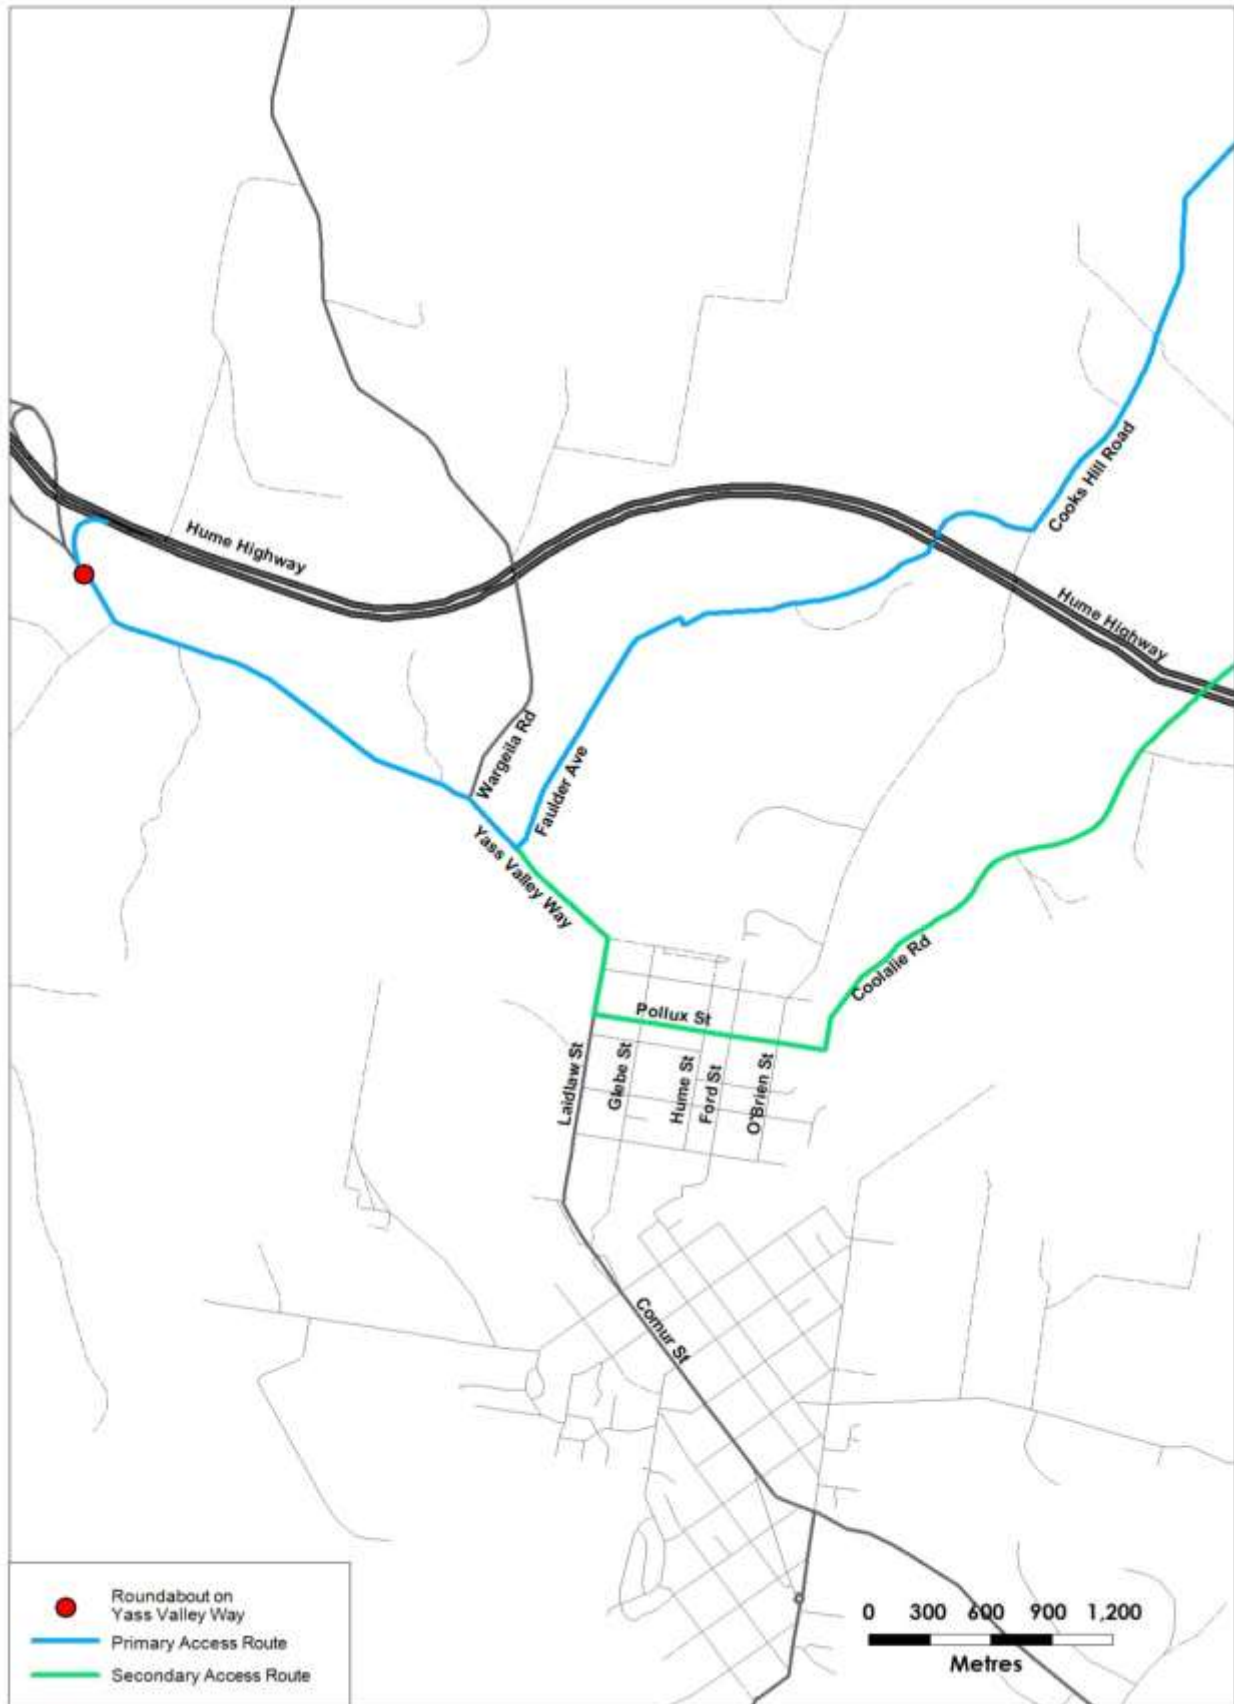 Cooks Hill Road
Hume Highway
Hume Highway
Wargeila Rd
Faulder Ave
Yass Valley Way
Coolalie Rd
Pollux St
Laidlaw St
Glebe St
Hume St
Ford St
O'Brien St
Comur St
Roundabout on
Yass Valley Way
Primary Access Route
Secondary Access Route
0 300 600 900 1,200
Metres